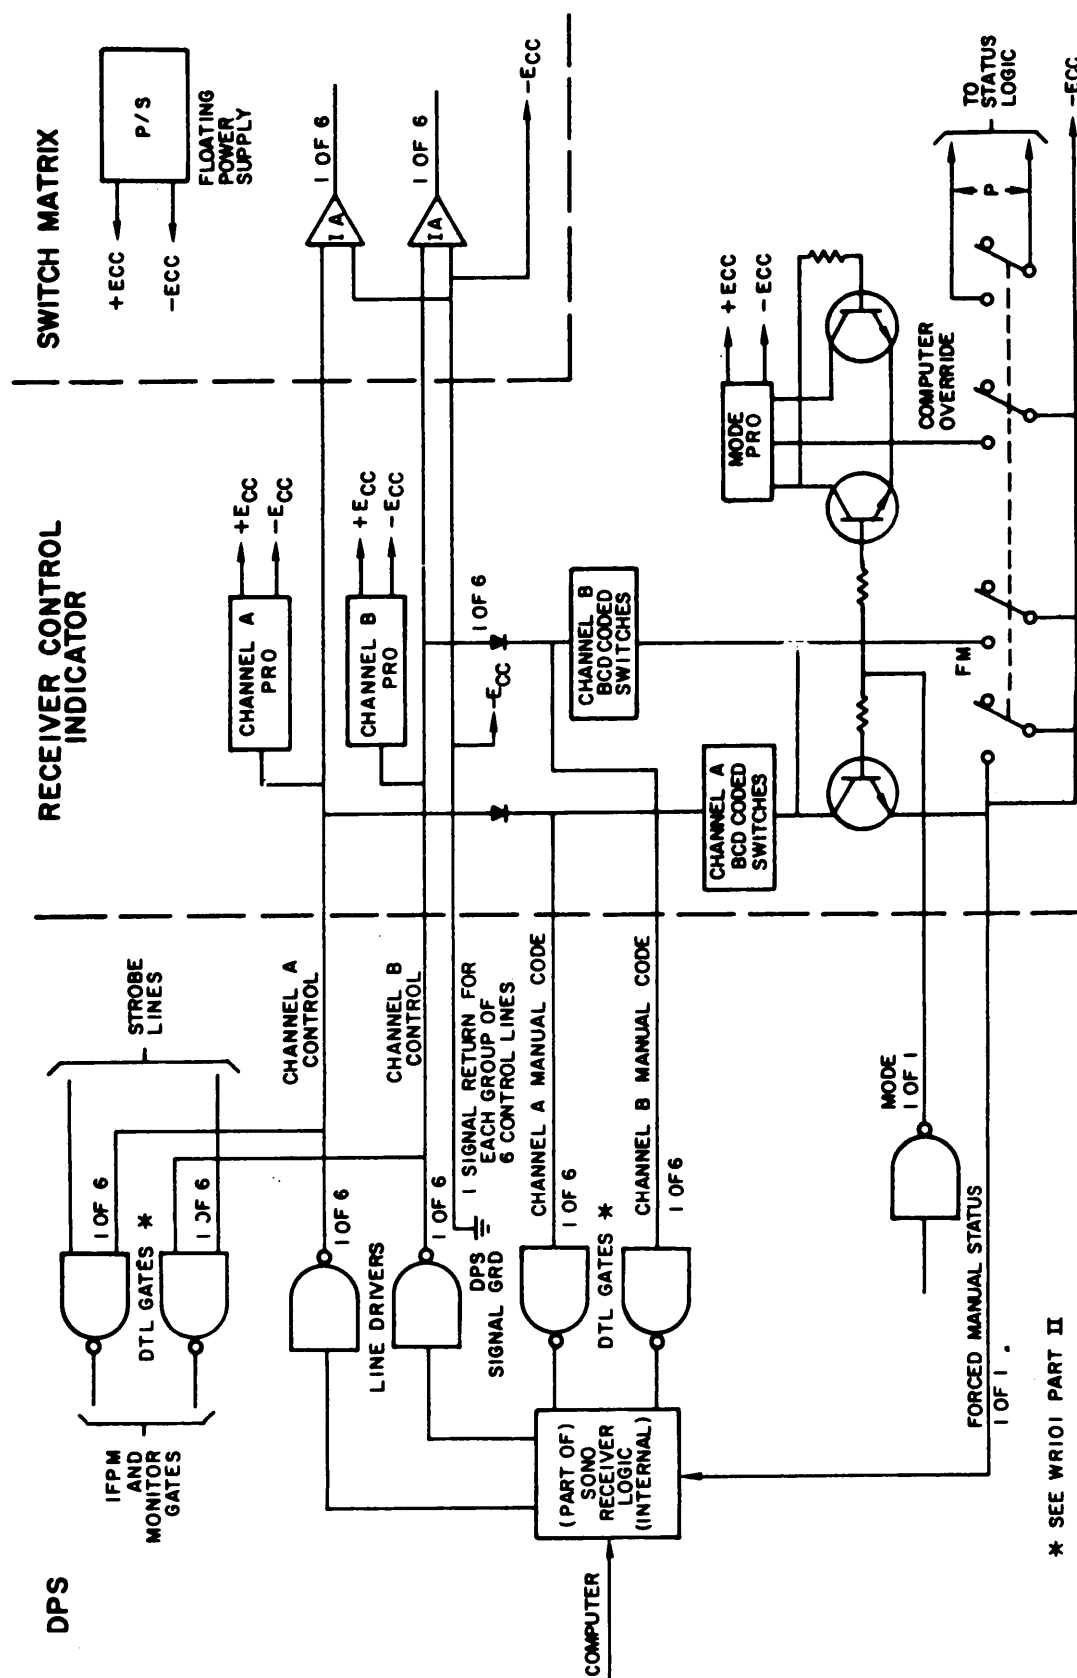 DPS
RECEIVER CONTROL
INDICATOR
SWITCH MATRIX
IFPM
AND
MONITOR
GATES
DTL GATES *
1 OF 6
1 OF 6
STROBE
LINES
P/S
+ECC
-ECC
FLOATING
POWER
SUPPLY
LINE DRIVERS
1 OF 6
1 OF 6
CHANNEL A
CONTROL
CHANNEL B
CONTROL
CHANNEL A
PRO
+ECC
-ECC
CHANNEL B
PRO
+ECC
-ECC
IA
1 OF 6
IA
1 OF 6
-ECC
DPS
SIGNAL GRD
1 SIGNAL RETURN FOR
EACH GROUP OF
6 CONTROL LINES
-ECC
1 OF 6
COMPUTER
(PART OF)
SONO
RECEIVER
LOGIC
(INTERNAL)
DTL GATES *
CHANNEL A MANUAL CODE
1 OF 6
CHANNEL B MANUAL CODE
1 OF 6
CHANNEL B
BCD CODED
SWITCHES
CHANNEL A
BCD CODED
SWITCHES
MODE
PRO
+ECC
-ECC
MODE
1 OF 1
COMPUTER
OVERRIDE
FM
P
TO
STATUS
LOGIC
FORCED MANUAL STATUS
1 OF 1.
-ECC
* SEE WR101 PART II